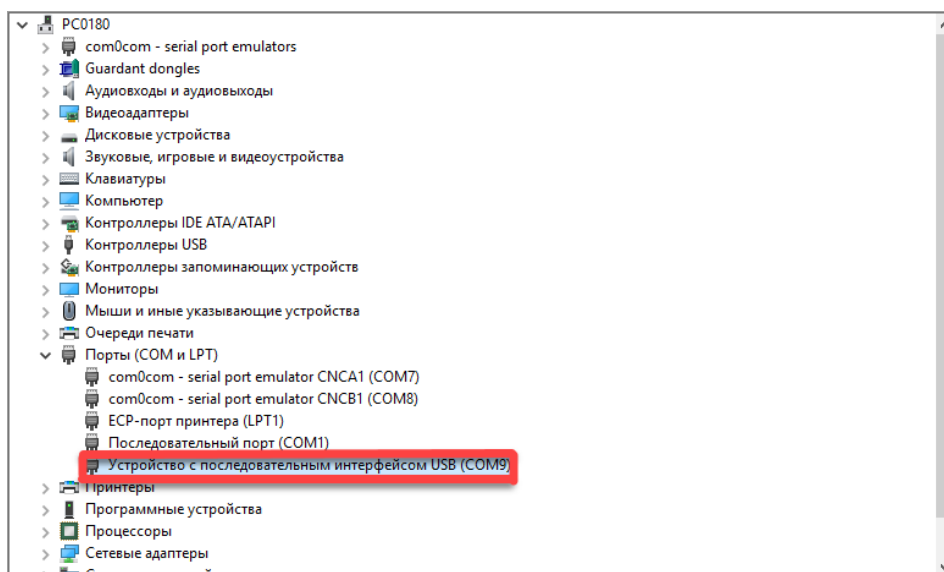 PC0180
com0com - serial port emulators
Guardant dongles
Аудиовходы и аудиовыходы
Видеоадаптеры
Дисковые устройства
Звуковые, игровые и видеоустройства
Клавиатуры
Компьютер
Контроллеры IDE ATA/ATAPI
Контроллеры USB
Контроллеры запоминающих устройств
Мониторы
Мыши и иные указывающие устройства
Очереди печати
Порты (COM и LPT)
com0com - serial port emulator CNCA1 (COM7)
com0com - serial port emulator CNCB1 (COM8)
ECP-порт принтера (LPT1)
Последовательный порт (COM1)
Устройство с последовательным интерфейсом USB (COM9)
Принтеры
Программные устройства
Процессоры
Сетевые адаптеры